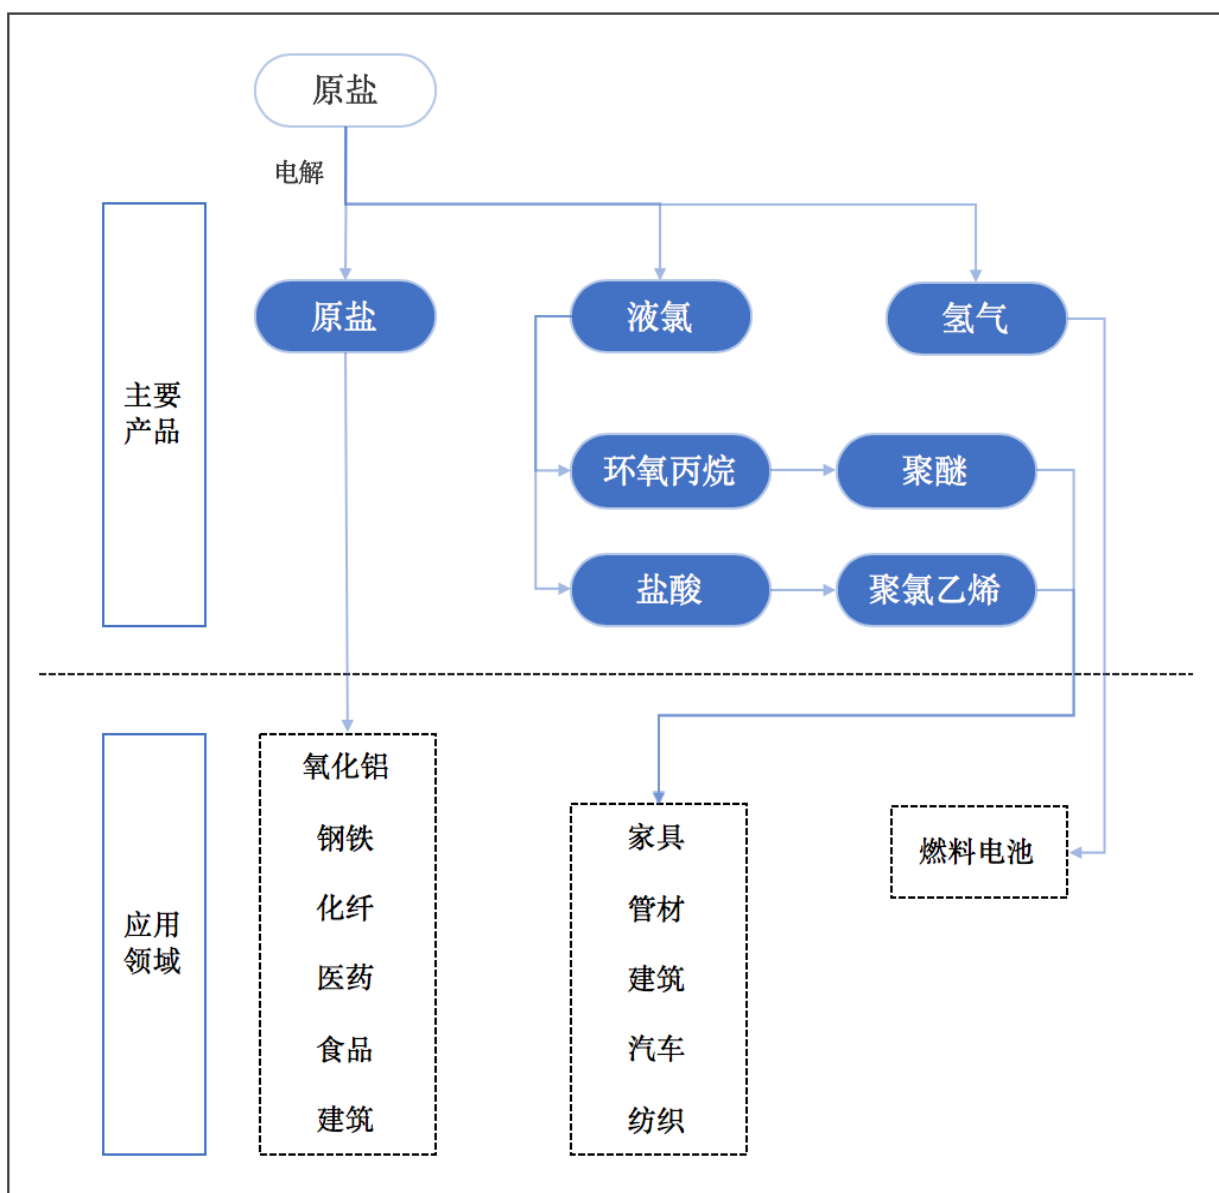 原盐
电解
原盐
液氯
氢气
主要
产品
环氧丙烷
聚醚
盐酸
聚氯乙烯
应用
领域
氧化铝
钢铁
化纤
医药
食品
建筑
家具
管材
建筑
汽车
纺织
燃料电池